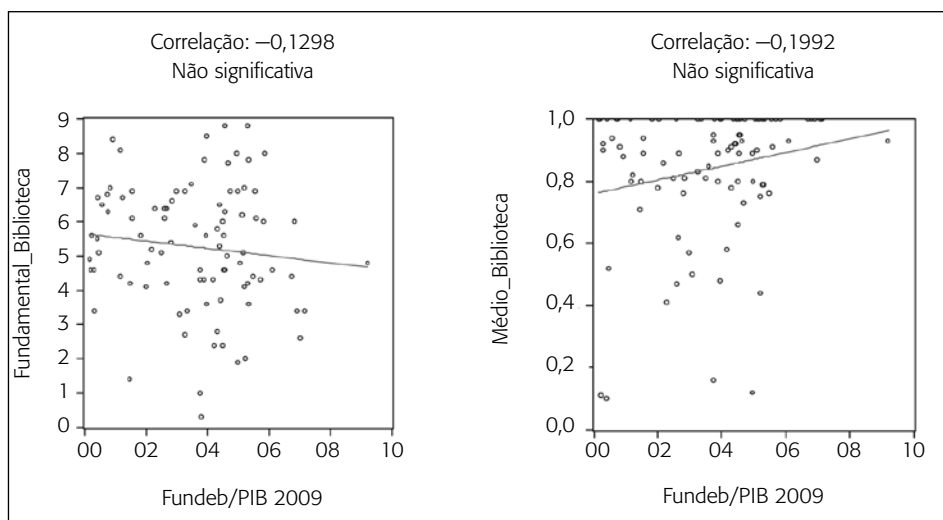 Correlação: –0,1298
Não significativa
Fundamental_Biblioteca
9
8
7
6
5
4
3
2
1
0
00 02 04 06 08 10
Fundeb/PIB 2009
Correlação: –0,1992
Não significativa
Médio_Biblioteca
1,0
0,8
0,6
0,4
0,2
0,0
00 02 04 06 08 10
Fundeb/PIB 2009